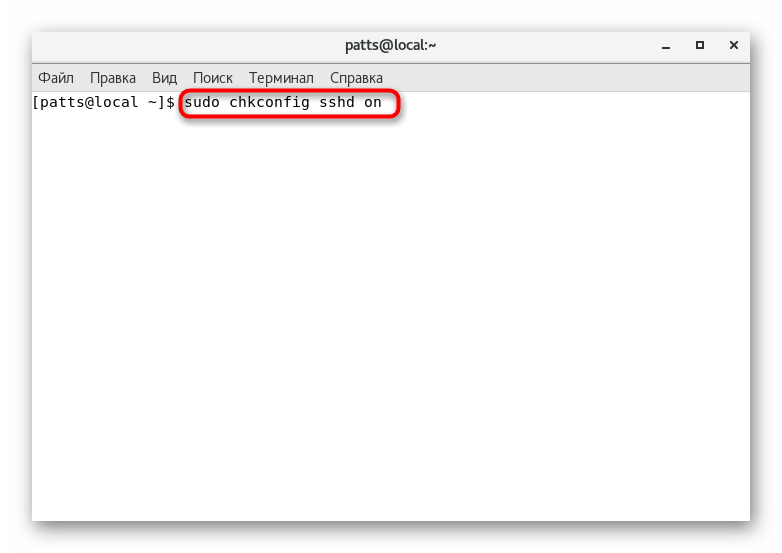 patts@local:~
Файл Правка Вид Поиск Терминал Справка
[patts@local ~]$ sudo chkconfig sshd on